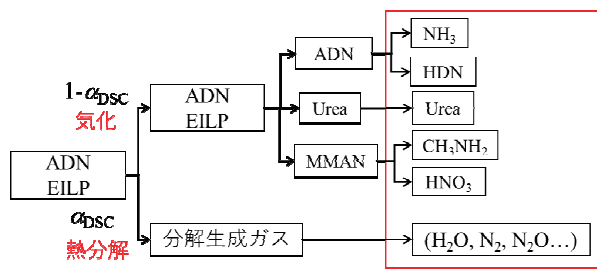 ADN
EILP
1-αDSC
気化
αDSC
熱分解
ADN
EILP
分解生成ガス
ADN
Urea
MMAN
NH3
HDN
Urea
CH3NH2
HNO3
(H2O, N2, N2O…)